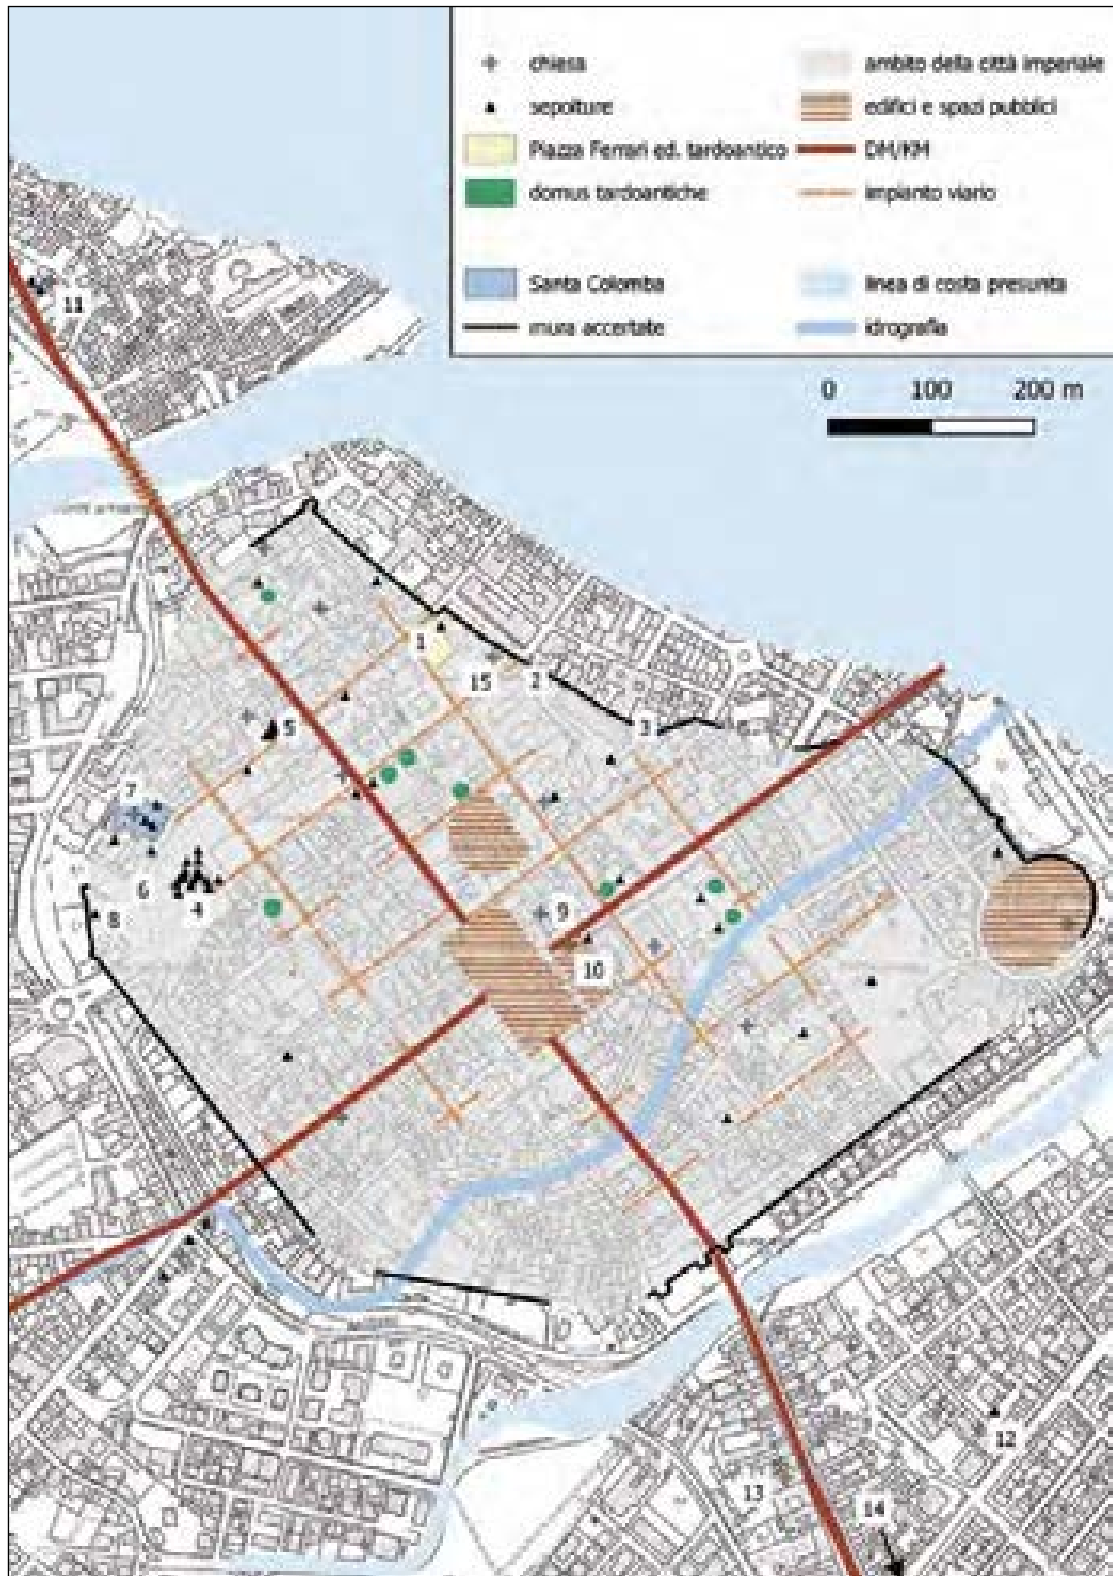 chiesa
sepolture
Piazza Ferrari ed. tardoantico
domus tardoantiche
Santa Colomba
mura accertate
ambito della città imperiale
edifici e spazi pubblici
DM/KM
impianto viario
linea di costa presunta
idrografia
0 100 200 m
11
1
15
2
3
5
7
6
4
8
9
10
12
13
14